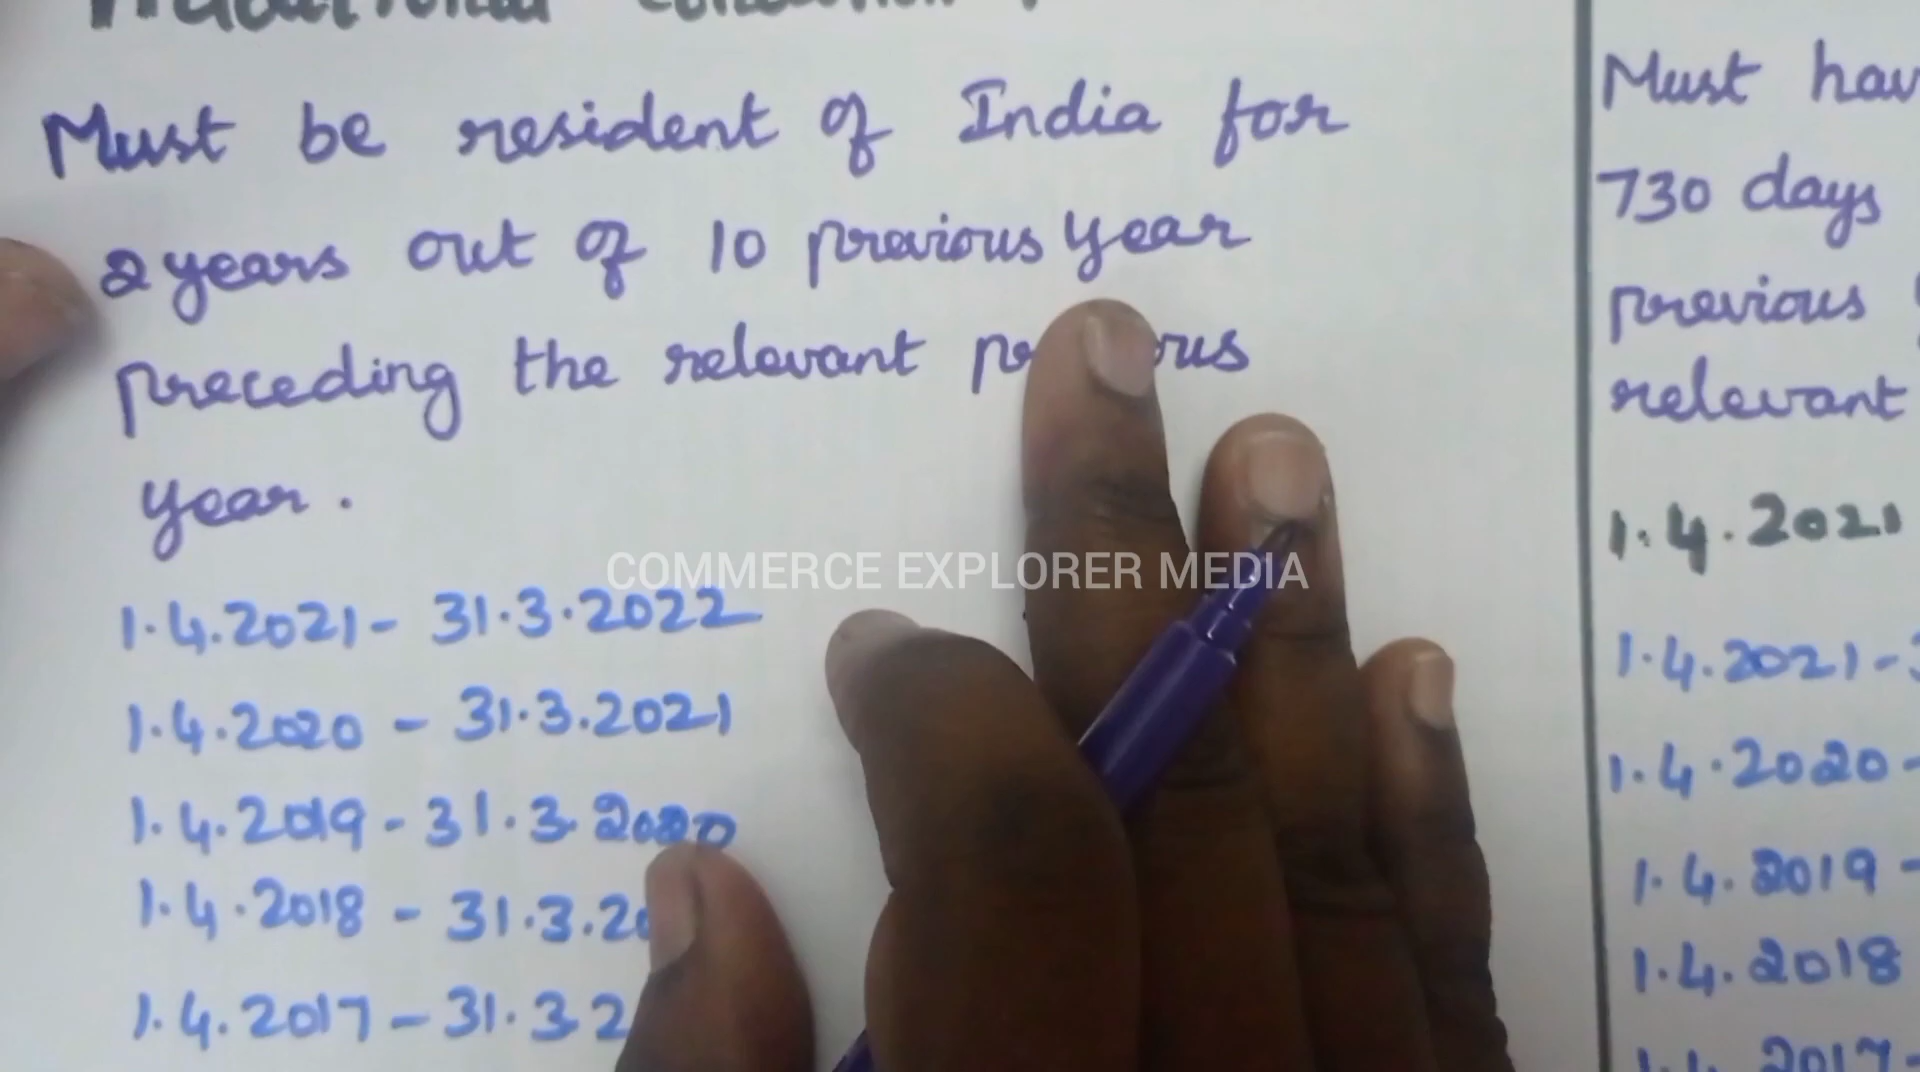 Must be resident of India for
2 years out of 10 previous year
preceding the relevant
year.
1.4.2021 - 31.3.2022
1.4.2020 - 31.3.2021
1.4.2019 - 31.3.2020
1.4.2018 - 31.3.20
1.4.2017 - 31.3 2
COMMERCE EXPLORER MEDIA
Must hav
730 days
previous
relevant
1.4.2021
1.4.2021 -
1.4.2020 -
1.4.2019 -
1.4.2018
2017 -